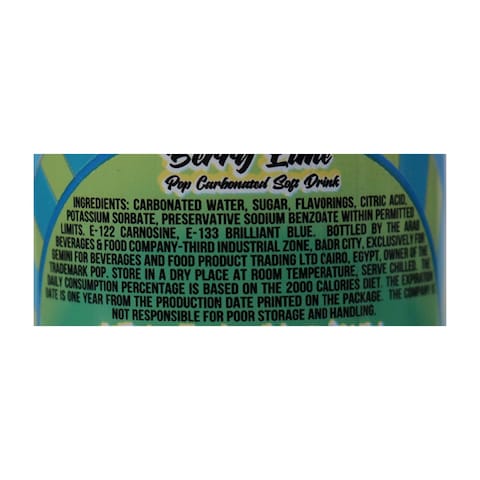 Berry Lime
Pop Carbonated Soft Drink
INGREDIENTS: CARBONATED WATER, SUGAR, FLAVORINGS, CITRIC ACID,
POTASSIUM SORBATE, PRESERVATIVE SODIUM BENZOATE WITHIN PERMITTED
LIMITS. E-122 CARNOSINE, E-133 BRILLIANT BLUE. BOTTLED BY THE ARAB
BEVERAGES & FOOD COMPANY-THIRD INDUSTRIAL ZONE, BADR CITY, EXCLUSIVELY FOR
GEMINI FOR BEVERAGES AND FOOD PRODUCT TRADING LTD CAIRO, EGYPT, OWNER OF THE
TRADEMARK POP. STORE IN A DRY PLACE AT ROOM TEMPERATURE, SERVE CHILLED. THE
DAILY CONSUMPTION PERCENTAGE IS BASED ON THE 2000 CALORIES DIET. THE EXPIRATION
DATE IS ONE YEAR FROM THE PRODUCTION DATE PRINTED ON THE PACKAGE. THE COMPANY IS
NOT RESPONSIBLE FOR POOR STORAGE AND HANDLING.